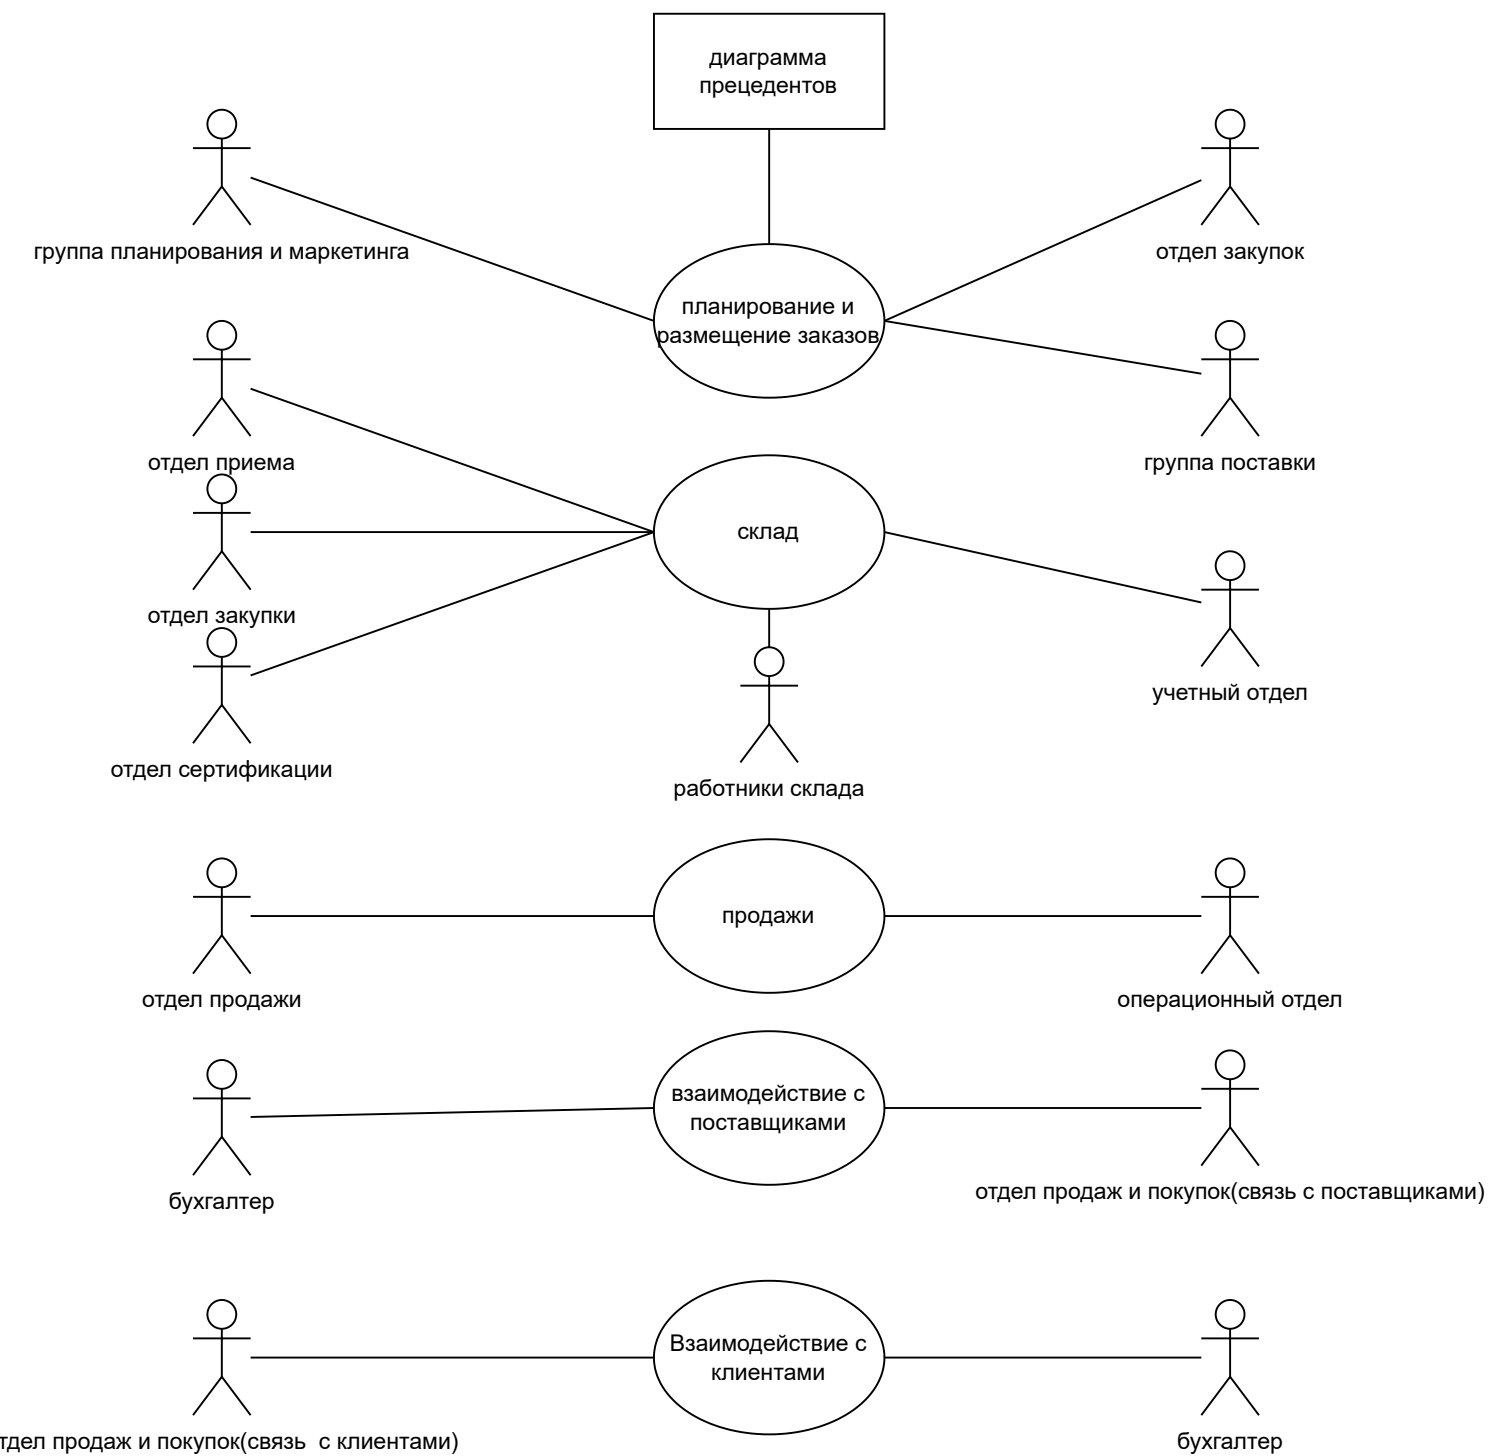 диаграмма
прецедентов
группа планирования и маркетинга
отдел закупок
планирование и
размещение заказов
отдел приема
группа поставки
склад
отдел закупки
учетный отдел
отдел сертификации
работники склада
продажи
отдел продажи
операционный отдел
взаимодействие с
поставщиками
бухгалтер
отдел продаж и покупок(связь с поставщиками)
Взаимодействие с
клиентами
тдел продаж и покупок(связь  с клиентами)
бухгалтер